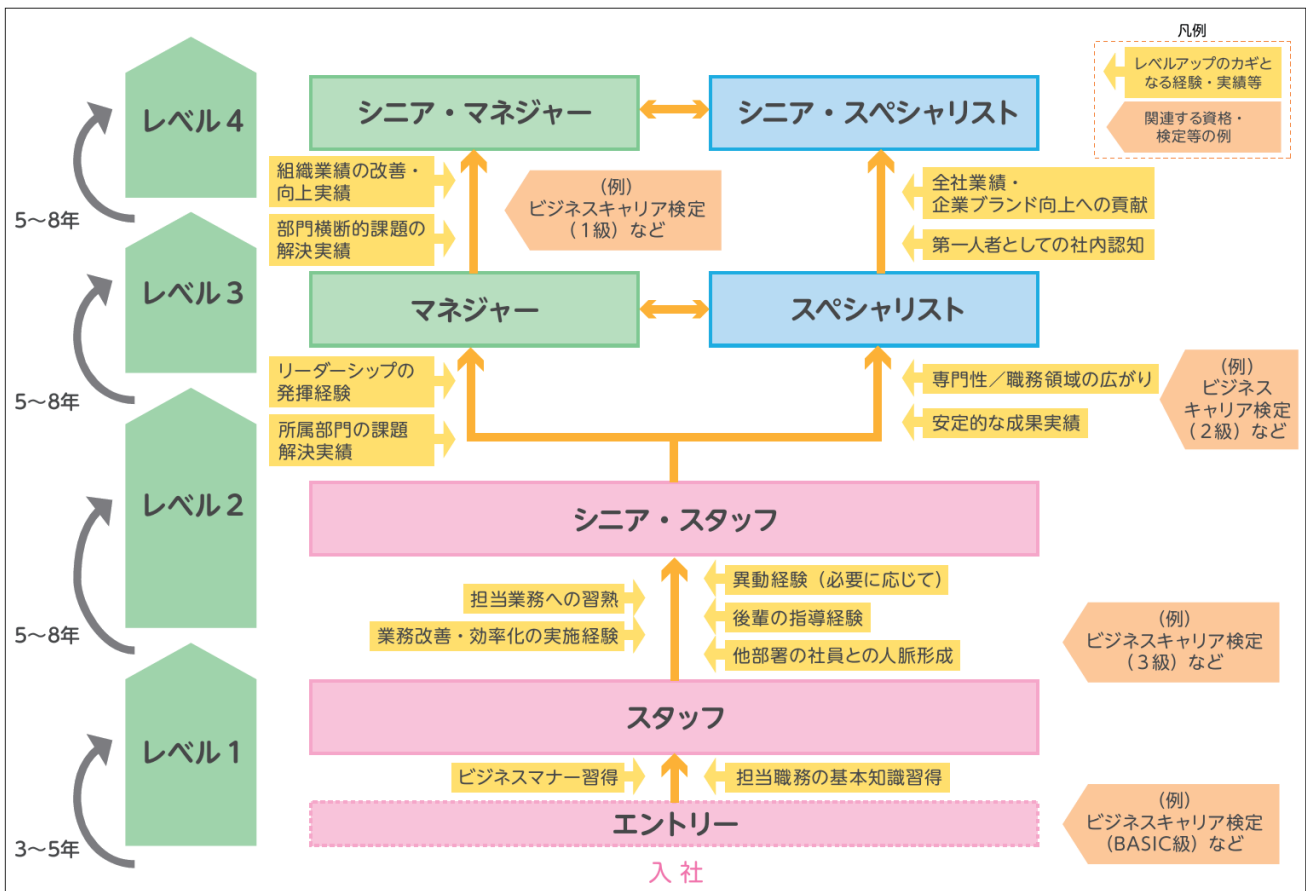 凡例
レベルアップのカギと
なる経験・実績等
関連する資格・
検定等の例
レベル4
シニア・マネジャー
シニア・スペシャリスト
組織業績の改善・
向上実績
部門横断的課題の
解決実績
(例)
ビジネスキャリア検定
(1級)など
全社業績・
企業ブランド向上への貢献
第一人者としての社内認知
5〜8年
レベル3
マネジャー
スペシャリスト
リーダーシップの
発揮経験
所属部門の課題
解決実績
専門性/職務領域の広がり
安定的な成果実績
(例)
ビジネス
キャリア検定
(2級)など
5〜8年
レベル2
シニア・スタッフ
担当業務への習熟
業務改善・効率化の実施経験
異動経験(必要に応じて)
後輩の指導経験
他部署の社員との人脈形成
(例)
ビジネスキャリア検定
(3級)など
5〜8年
レベル1
スタッフ
ビジネスマナー習得
担当職務の基本知識習得
エントリー
(例)
ビジネスキャリア検定
(BASIC級)など
3〜5年
入社